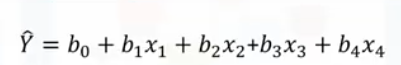 Ŷ = b₀ + b₁x₁ + b₂x₂+b₃x₃ + b₄x₄